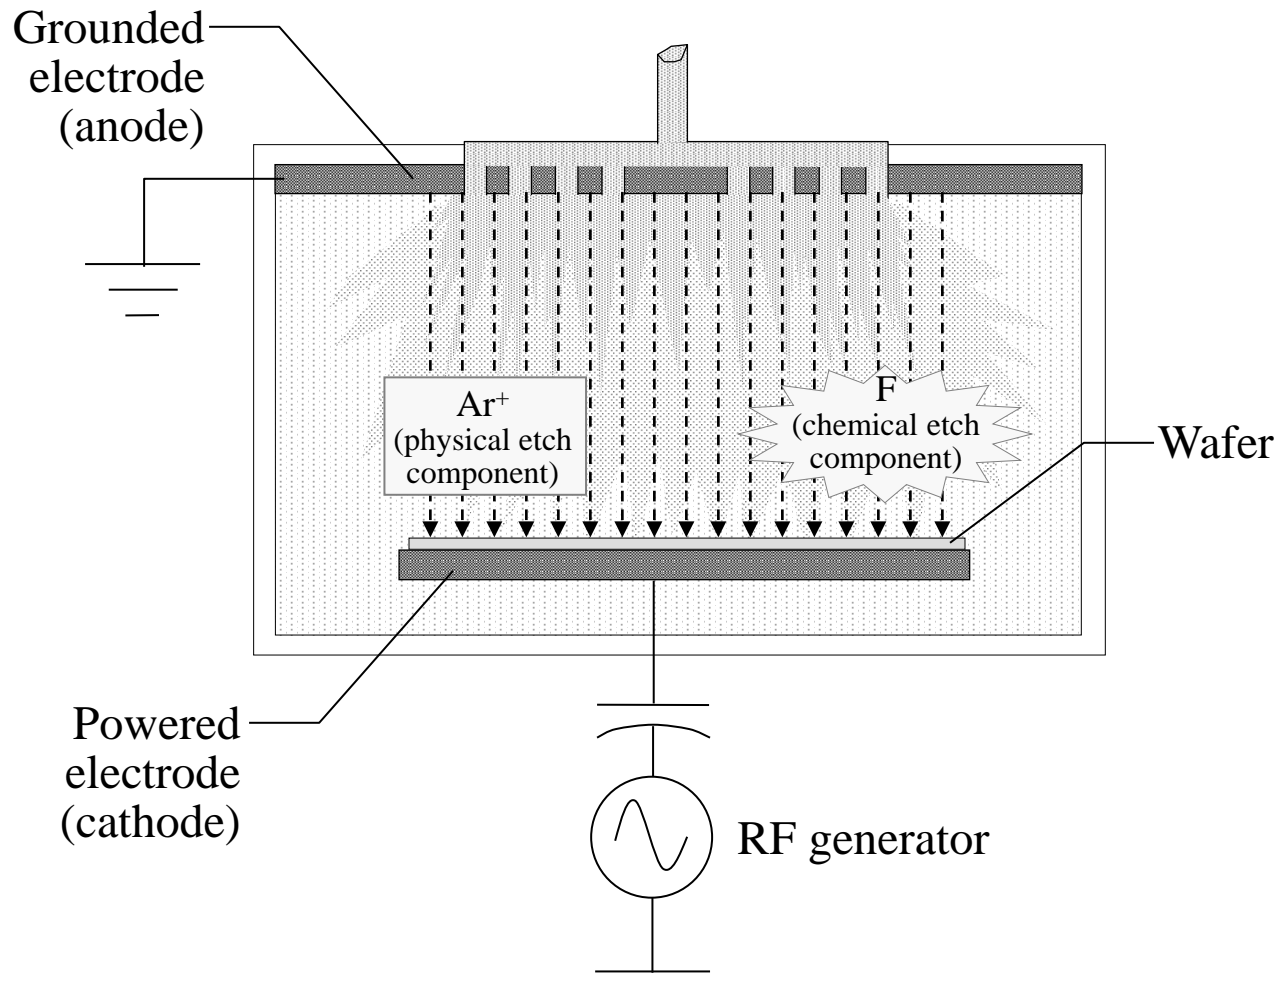 Grounded
electrode
(anode)
Ar⁺
(physical etch
component)
F
(chemical etch
component)
Wafer
Powered
electrode
(cathode)
RF generator